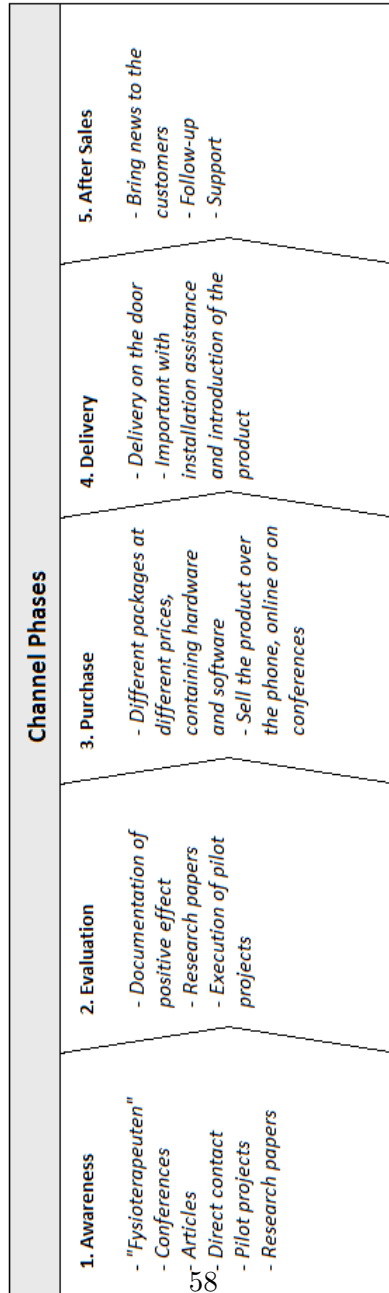 Channel Phases
1. Awareness
- "Fysioterapeuten"
- Conferences
- Articles
- Direct contact
- Pilot projects
- Research papers
2. Evaluation
- Documentation of
positive effect
- Research papers
- Execution of pilot
projects
3. Purchase
- Different packages at
different prices,
containing hardware
and software
- Sell the product over
the phone, online or on
conferences
4. Delivery
- Delivery on the door
- Important with
installation assistance
and introduction of the
product
5. After Sales
- Bring news to the
customers
- Follow-up
- Support
58